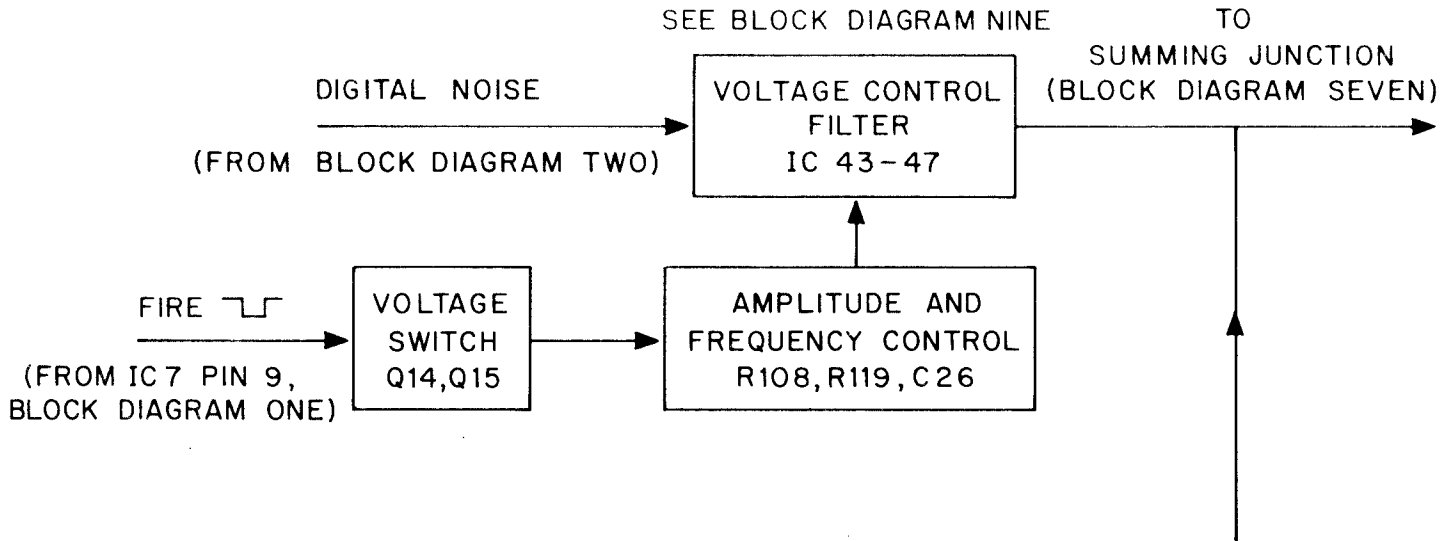 SEE BLOCK DIAGRAM NINE
TO
SUMMING JUNCTION
(BLOCK DIAGRAM SEVEN)
DIGITAL NOISE
(FROM BLOCK DIAGRAM TWO)
VOLTAGE CONTROL
FILTER
IC 43-47
FIRE
(FROM IC7 PIN 9,
BLOCK DIAGRAM ONE)
VOLTAGE
SWITCH
Q14,Q15
AMPLITUDE AND
FREQUENCY CONTROL
R108,R119,C26